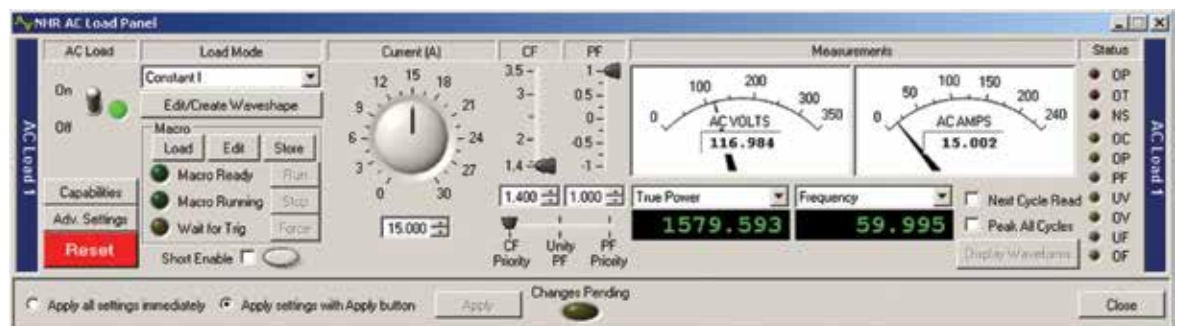 NHR AC Load Panel
AC Load 1
AC Load
On
Off
Capabilities
Adv. Settings
Reset
Load Mode
Constant I
Edit/Create Waveshape
Macro
Load Edit Store
Macro Ready Run
Macro Running Stop
Wait for Trig Force
Short Enable
Current (A)
0 3 6 9 12 15 18 21 24 27 30
15.000
CF
3.5 -
3 -
2 -
1.4 -
1.400
PF
1 -
0.5 -
0 -
-0.5 -
-1 -
1.000
CF Priority
Unity PF
PF Priority
Measurements
0 100 200 300 350
AC VOLTS
116.984
0 50 100 150 200 240
AC AMPS
15.002
True Power
1579.593
Frequency
59.995
Next Cycle Read
Peak All Cycles
Display Waveforms
Status
OP
OT
NS
OC
OP
PF
UV
OV
UF
OF
AC Load 1
Apply all settings immediately
Apply settings with Apply button
Apply
Changes Pending
Close